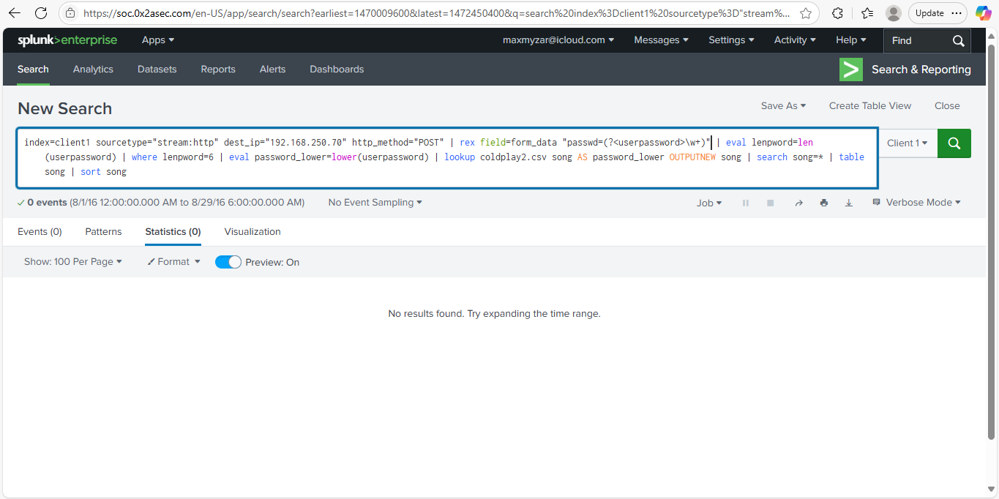 https://soc.0x2asec.com/en-US/app/search/search?earliest=1470009600&latest=1472450400&q=search%20index%3Dclient1%20sourcetype%3D"stream%...
Update
splunk>enterprise
Apps
maxmyzar@icloud.com
Messages
Settings
Activity
Help
Find
Search
Analytics
Datasets
Reports
Alerts
Dashboards
Search & Reporting
New Search
Save As
Create Table View
Close
index=client1 sourcetype="stream:http" dest_ip="192.168.250.70" http_method="POST" | rex field=form_data "passwd=(?<userpassword>\w+)" | eval lenpword=len
(userpassword) | where lenpword=6 | eval password_lower=lower(userpassword) | lookup coldplay2.csv song AS password_lower OUTPUTNEW song | search song=* | table
song | sort song
Client 1
0 events (8/1/16 12:00:00.000 AM to 8/29/16 6:00:00.000 AM)
No Event Sampling
Job
Verbose Mode
Events (0)
Patterns
Statistics (0)
Visualization
Show: 100 Per Page
Format
Preview: On
No results found. Try expanding the time range.